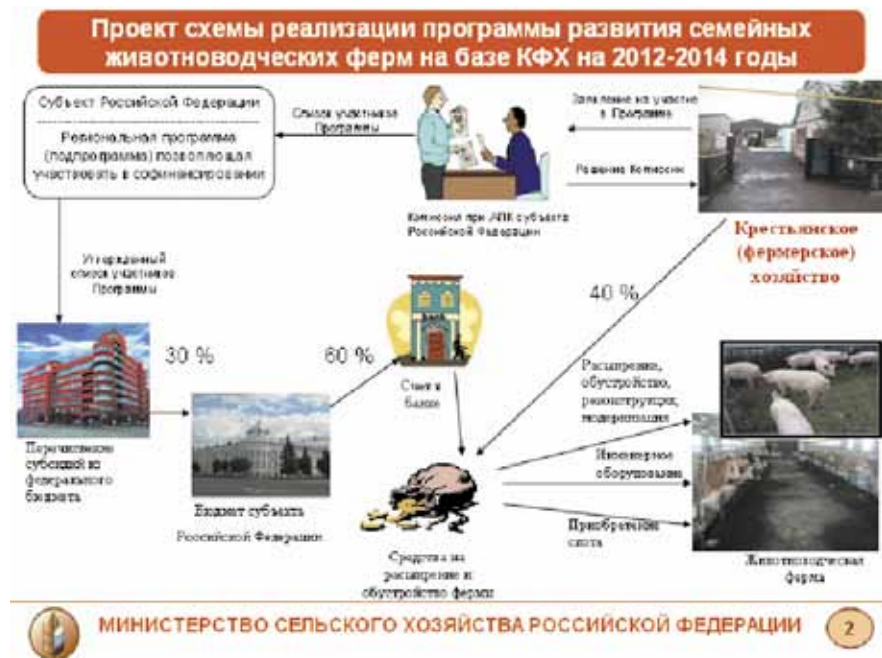 Проект схемы реализации программы развития семейных
животноводческих ферм на базе КФХ на 2012-2014 годы
Субъект Российской Федерации
Региональная программа
(подпрограмма) позволяющая
участвовать в софинансировании
Список участников
Программы
Заявление на участие
в Программе
Решение Комиссии
Комиссия при АПК субъекта
Российской Федерации
Крестьянское
(фермерское)
хозяйство
Утвержденный
список участников
Программы
30 %
60 %
40 %
Bank
Счет в
банке
Расширение,
обустройство,
реконструкция,
модернизация
Инженерное
оборудование
Приобретение
скота
Перечисление
субсидий из
федерального
бюджета
Бюджет субъекта
Российской Федерации
Средства на
расширение и
обустройство фермы
Животноводческая
ферма
МИНИСТЕРСТВО СЕЛЬСКОГО ХОЗЯЙСТВА РОССИЙСКОЙ ФЕДЕРАЦИИ
2